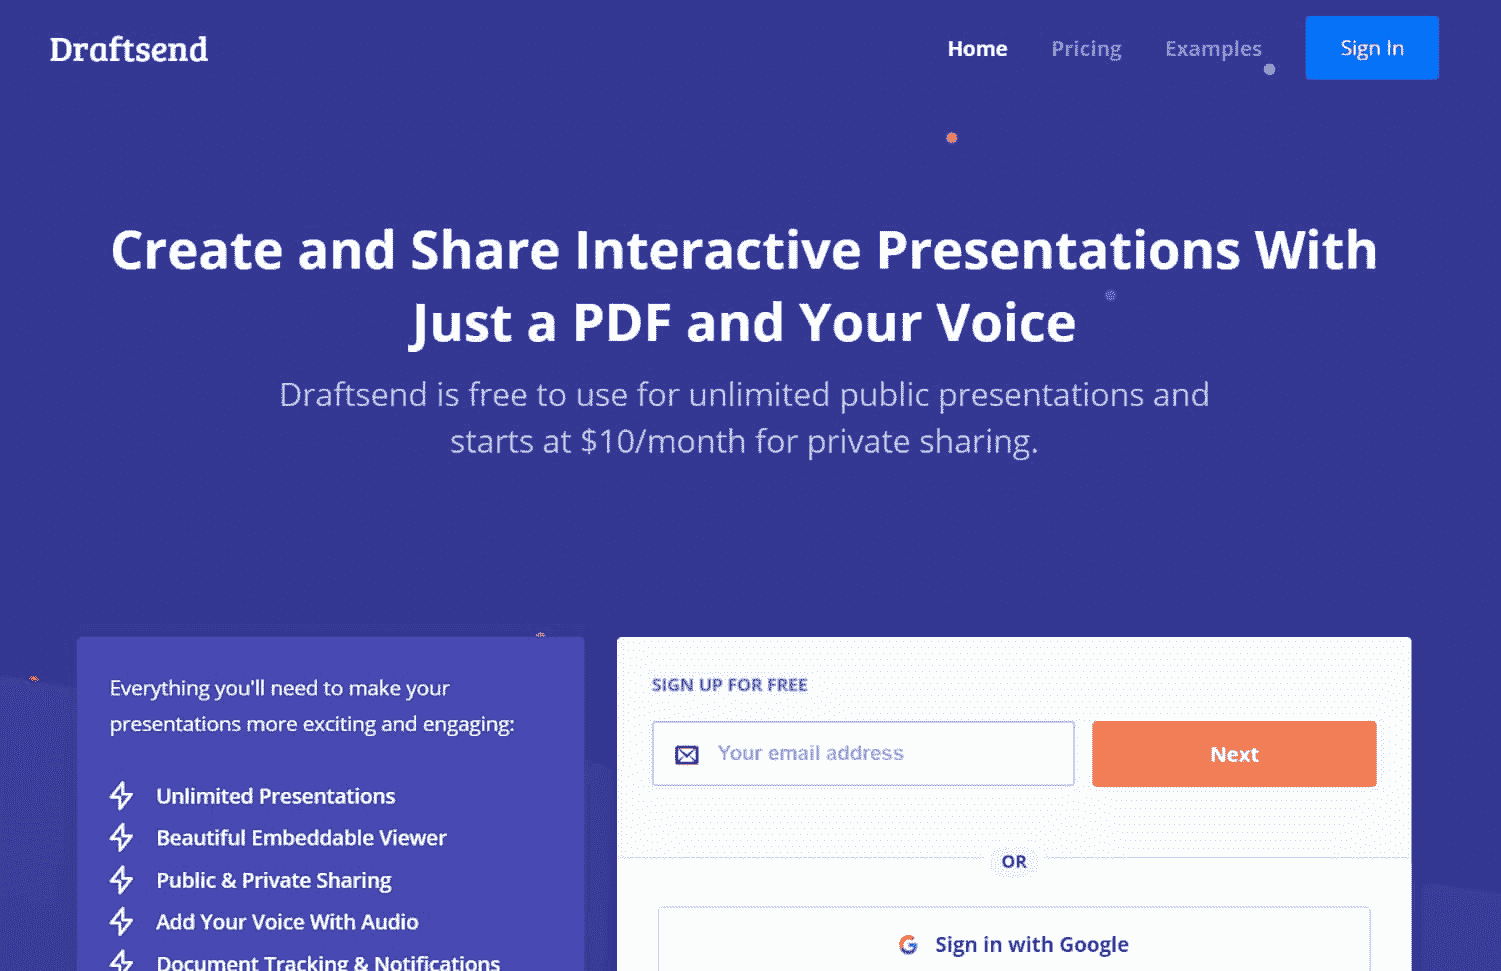 Draftsend
Home
Pricing
Examples
Sign In
Create and Share Interactive Presentations With
Just a PDF and Your Voice
Draftsend is free to use for unlimited public presentations and
starts at $10/month for private sharing.
Everything you'll need to make your
presentations more exciting and engaging:
Unlimited Presentations
Beautiful Embeddable Viewer
Public & Private Sharing
Add Your Voice With Audio
Document Tracking & Notifications
SIGN UP FOR FREE
Your email address
Next
OR
Sign in with Google